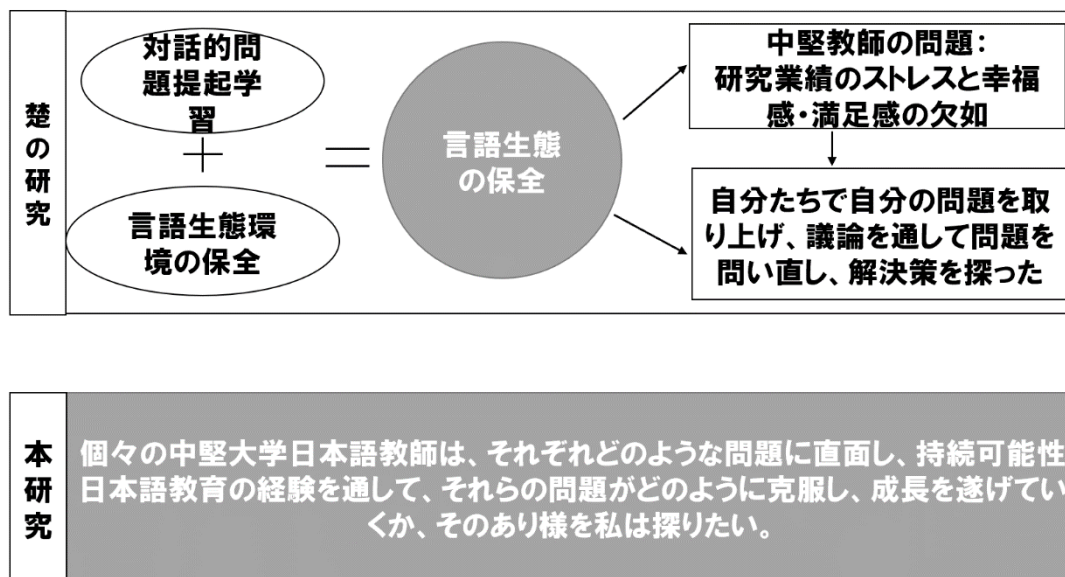 楚の研究
対話的問
題提起学
習
+
言語生態環
境の保全
=
言語生態
の保全
中堅教師の問題：
研究業績のストレスと幸福
感・満足感の欠如
自分たちで自分の問題を取
り上げ、議論を通して問題を
問い直し、解決策を探った
本研究
個々の中堅大学日本語教師は、それぞれどのような問題に直面し、持続可能性
日本語教育の経験を通して、それらの問題がどのように克服し、成長を遂げてい
くか、そのあり様を私は探りたい。